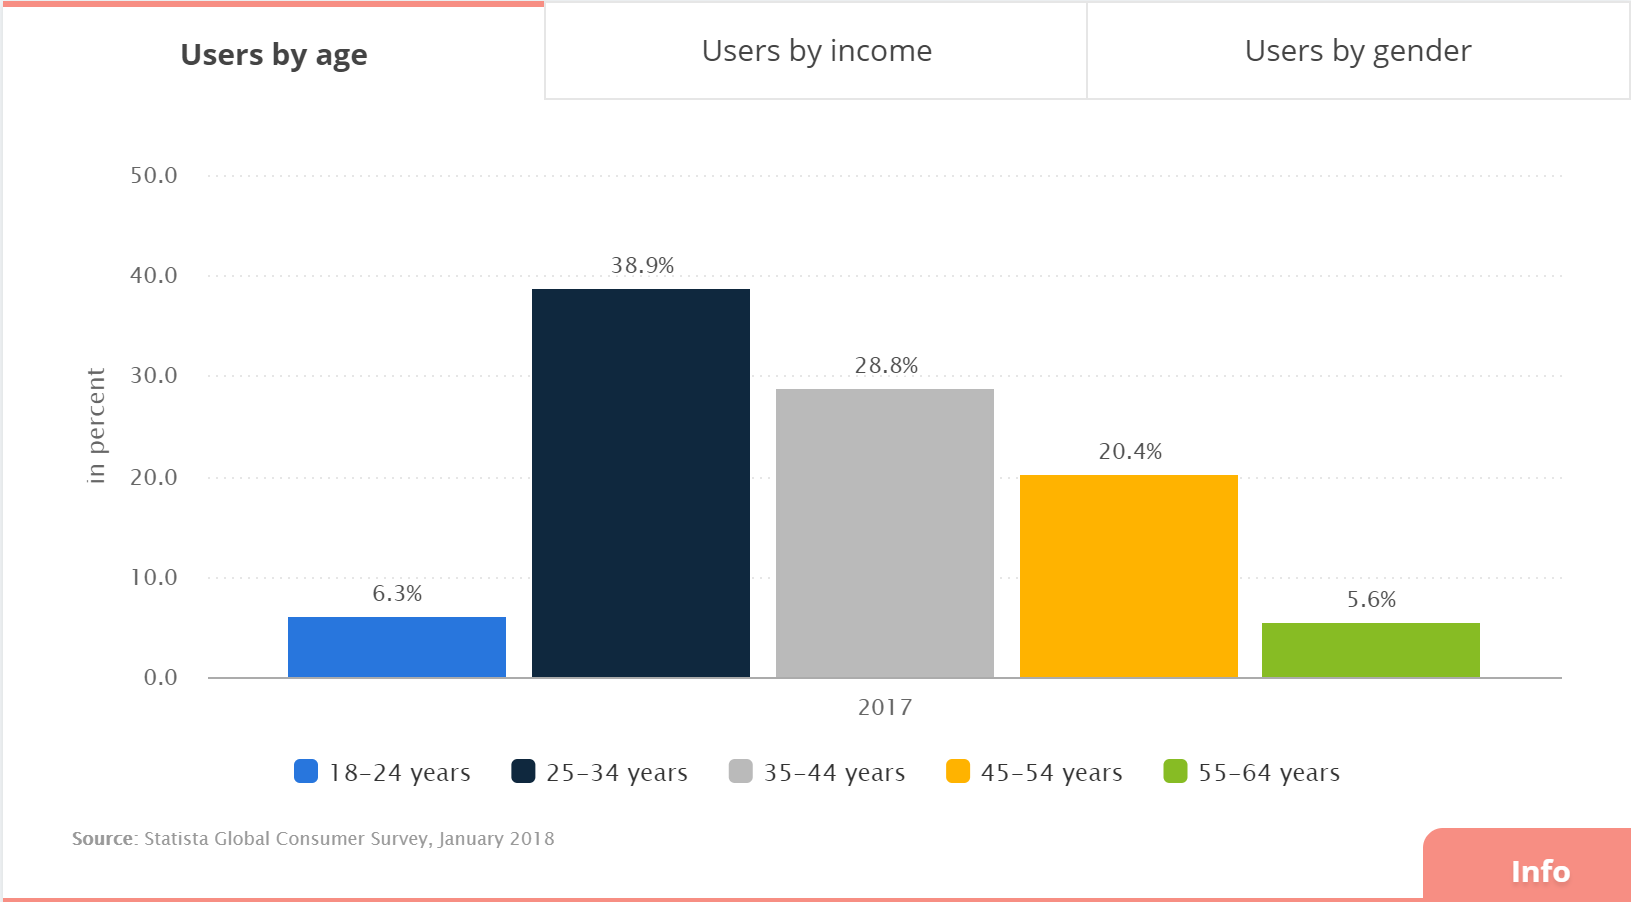 Users by age
Users by income
Users by gender
50.0
40.0
30.0
20.0
10.0
0.0
in percent
6.3%
38.9%
28.8%
20.4%
5.6%
2017
18–24 years
25–34 years
35–44 years
45–54 years
55–64 years
Source: Statista Global Consumer Survey, January 2018
Info